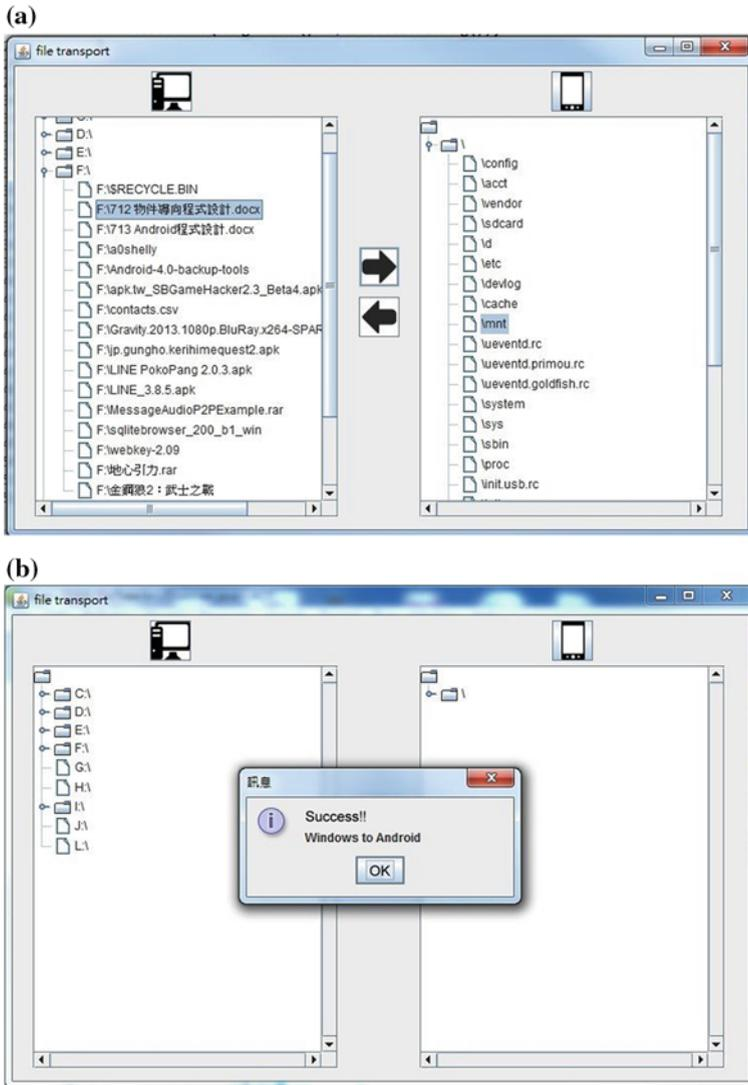 (a)
file transport
D:\
E:\
F:\
F:\$RECYCLE.BIN
F:\712 物件導向程式設計.docx
F:\713 Android程式設計.docx
F:\a0shelly
F:\Android-4.0-backup-tools
F:\apk.tw_SBGameHacker2.3_Beta4.apk
F:\contacts.csv
F:\Gravity.2013.1080p.BluRay.x264-SPAR
F:\jp.gungho.kerihimequest2.apk
F:\LINE PokoPang 2.0.3.apk
F:\LINE_3.8.5.apk
F:\MessageAudioP2PExample.rar
F:\sqlitebrowser_200_b1_win
F:\webkey-2.09
F:\地心引力.rar
F:\金鋼狼2：武士之戰
\
\config
\acct
\vendor
\sdcard
\d
\etc
\devlog
\cache
\mnt
\ueventd.rc
\ueventd.primou.rc
\ueventd.goldfish.rc
\system
\sys
\sbin
\proc
\init.usb.rc
(b)
file transport
C:\
D:\
E:\
F:\
G:\
H:\
I:\
J:\
L:\
\
訊息
Success!!
Windows to Android
OK